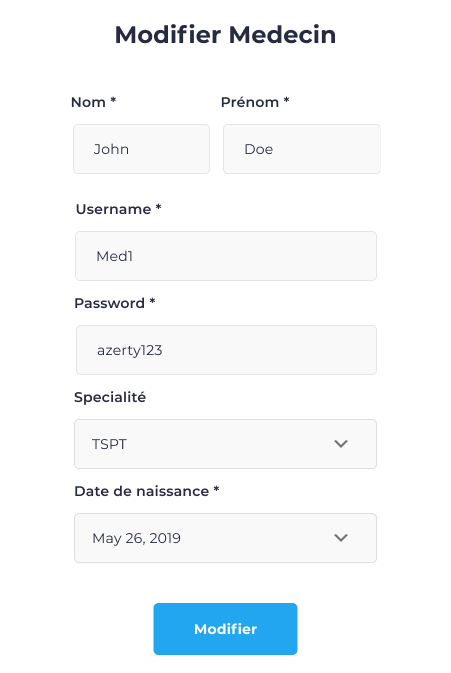 Modifier Medecin
Nom * Prénom *
John Doe
Username *
Med1
Password *
azerty123
Specialité
TSPT
Date de naissance *
May 26, 2019
Modifier